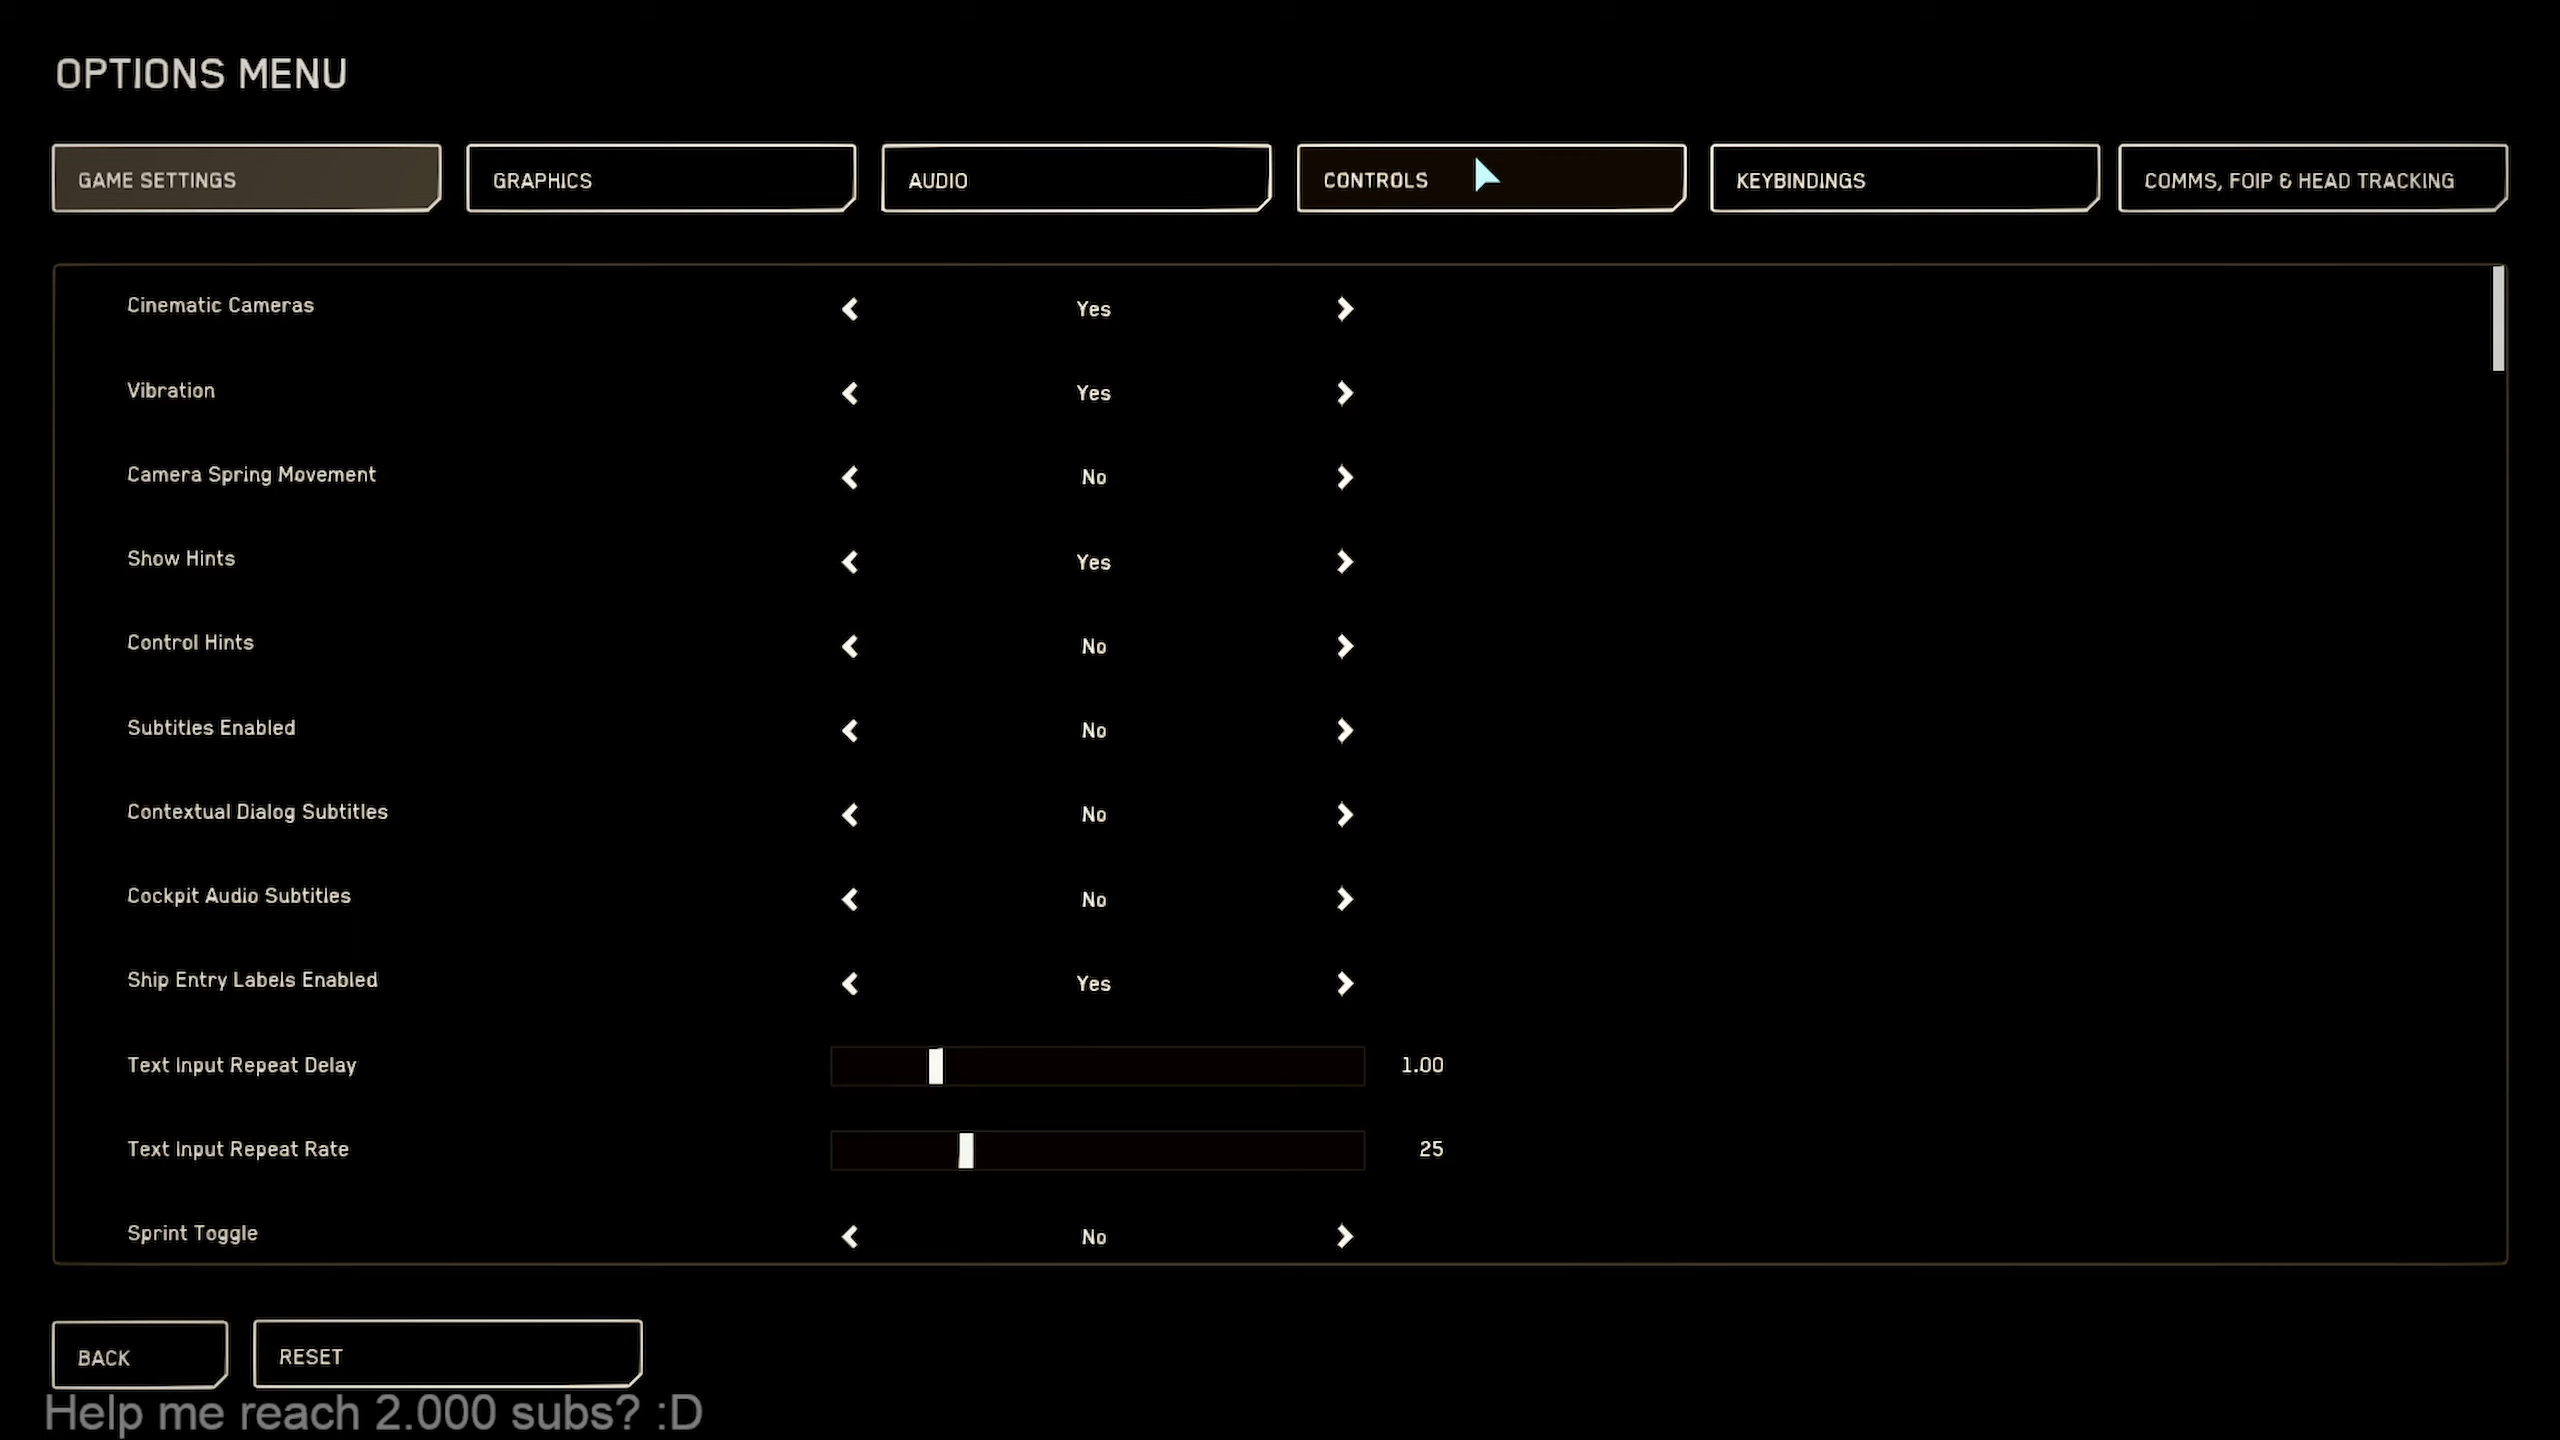 OPTIONS MENU
GAME SETTINGS
GRAPHICS
AUDIO
CONTROLS
KEYBINDINGS
COMMS, FOIP & HEAD TRACKING
Cinematic Cameras Yes
Vibration Yes
Camera Spring Movement No
Show Hints Yes
Control Hints No
Subtitles Enabled No
Contextual Dialog Subtitles No
Cockpit Audio Subtitles No
Ship Entry Labels Enabled Yes
Text Input Repeat Delay 1.00
Text Input Repeat Rate 25
Sprint Toggle No
BACK
RESET
Help me reach 2.000 subs? :D